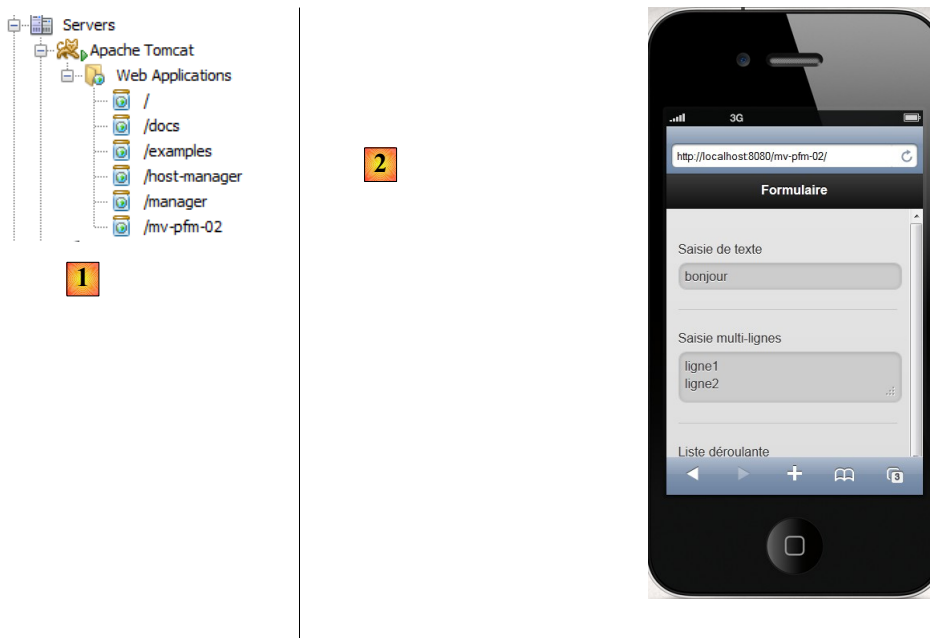 Servers
Apache Tomcat
Web Applications
/
/docs
/examples
/host-manager
/manager
/mv-pfm-02
1
2
3G
http://localhost:8080/mv-pfm-02/
Formulaire
Saisie de texte
bonjour
Saisie multi-lignes
ligne1
ligne2
Liste déroulante
3